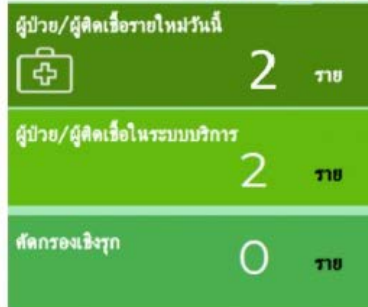 ผู้ป่วย/ผู้ติดเชื้อรายใหม่วันนี้
2 ราย
ผู้ป่วย/ผู้ติดเชื้อในระบบบริการ
2 ราย
คัดกรองเชิงรุก
0 ราย